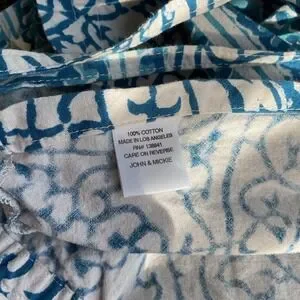 100% COTTON
MADE IN LOS ANGELES
RN# 138841
CARE ON REVERSE
JOHN & MICKIE